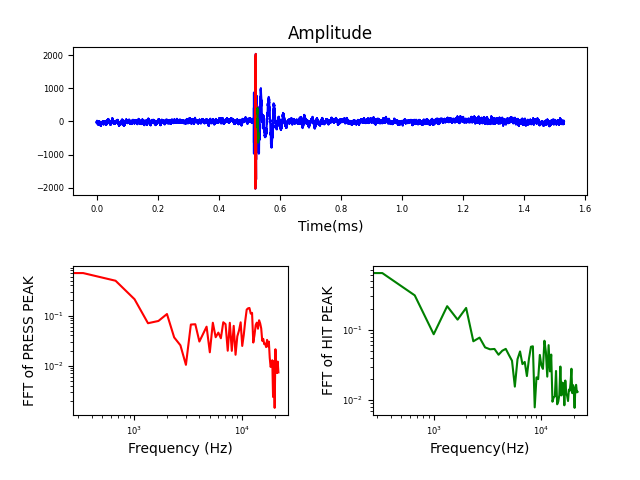 Amplitude
2000
1000
0
−1000
−2000
0.0 0.2 0.4 0.6 0.8 1.0 1.2 1.4 1.6
Time(ms)
FFT of PRESS PEAK
10⁻¹
10⁻²
10³ 10⁴
Frequency (Hz)
FFT of HIT PEAK
10⁻¹
10⁻²
10³ 10⁴
Frequency(Hz)